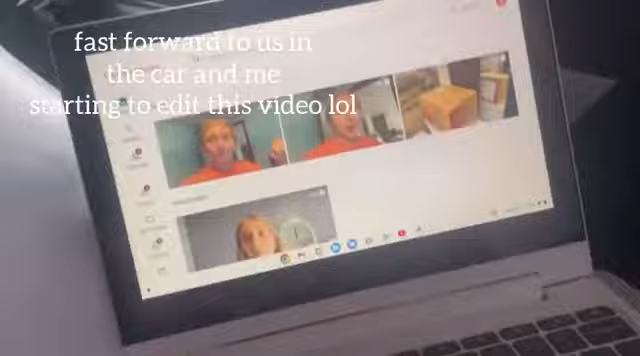 fast forward to us in
the car and me
starting to edit this video lol